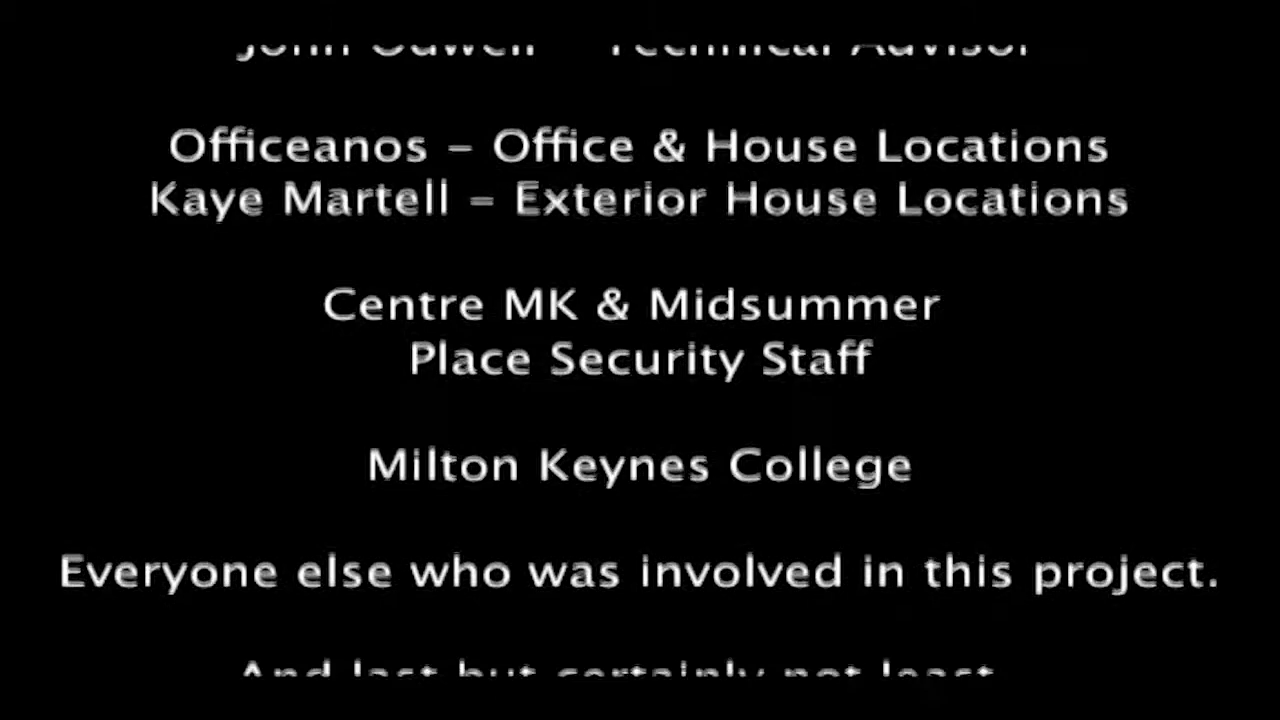 John Technical Advisor
Officeanos – Office & House Locations
Kaye Martell – Exterior House Locations
Centre MK & Midsummer
Place Security Staff
Milton Keynes College
Everyone else who was involved in this project.
And last but certainly not least